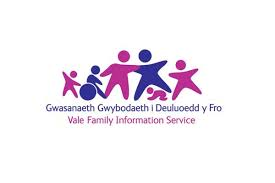 Gwasanaeth Gwybodaeth i Deuluoedd y Fro
Vale Family Information Service